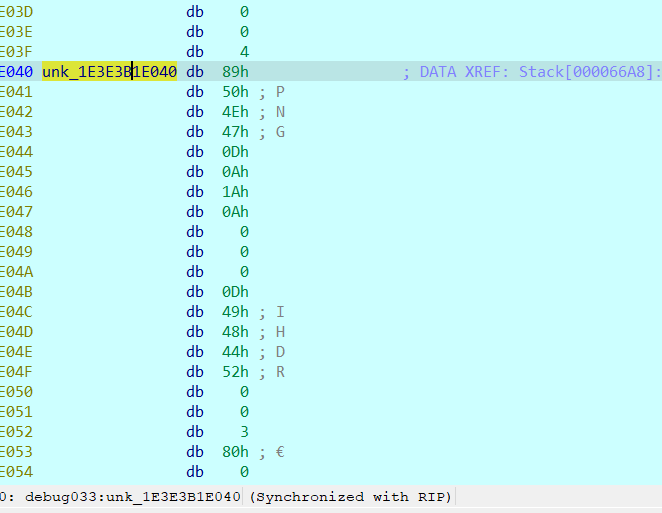 E03D db 0
E03E db 0
E03F db 4
E040 unk_1E3E3B1E040 db 89h ; DATA XREF: Stack[000066A8]:
E041 db 50h ; P
E042 db 4Eh ; N
E043 db 47h ; G
E044 db 0Dh
E045 db 0Ah
E046 db 1Ah
E047 db 0Ah
E048 db 0
E049 db 0
E04A db 0
E04B db 0Dh
E04C db 49h ; I
E04D db 48h ; H
E04E db 44h ; D
E04F db 52h ; R
E050 db 0
E051 db 0
E052 db 3
E053 db 80h ; €
E054 db 0
0: debug033:unk_1E3E3B1E040 (Synchronized with RIP)